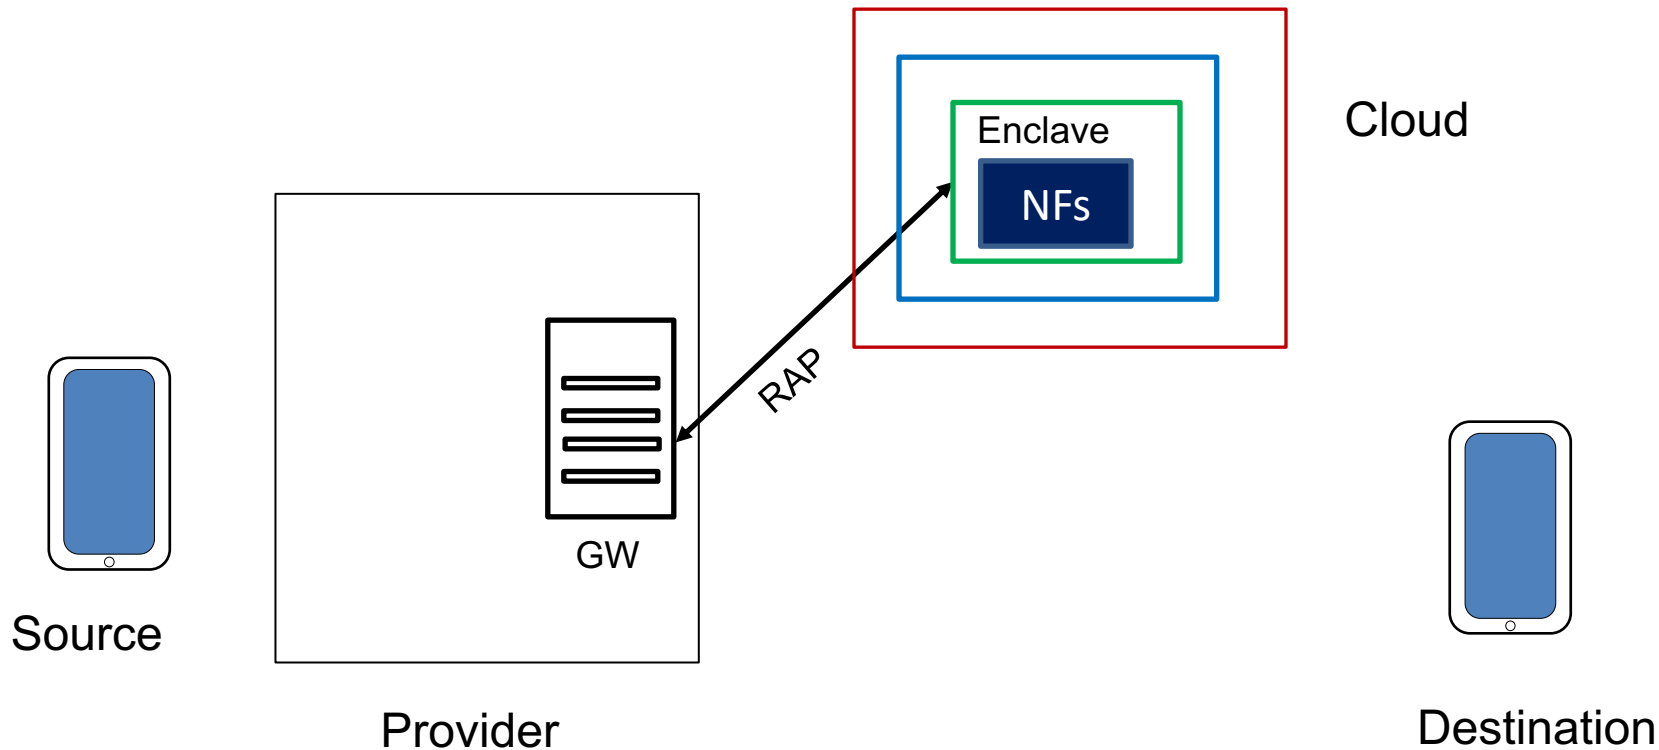 Cloud
Enclave
NFs
RAP
GW
Source
Provider
Destination